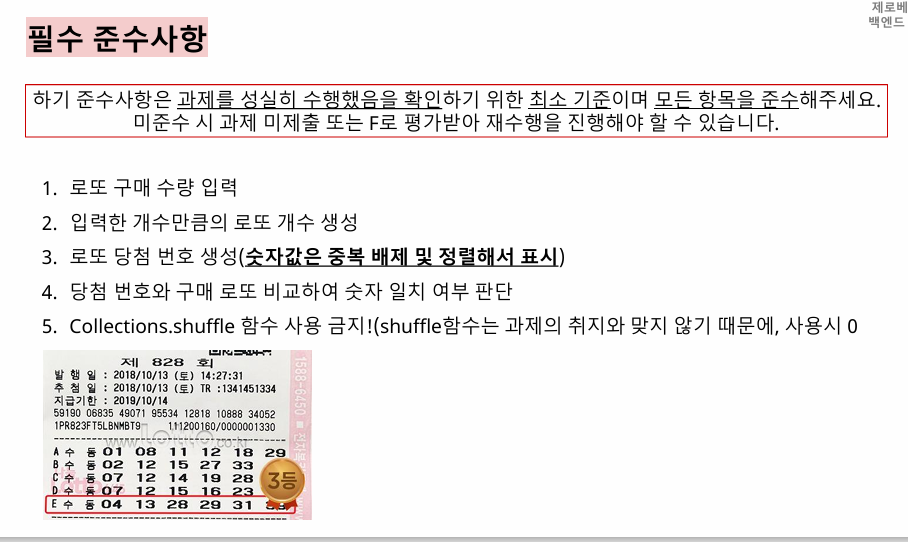 제로베
백엔드
필수 준수사항
하기 준수사항은 과제를 성실히 수행했음을 확인하기 위한 최소 기준이며 모든 항목을 준수해주세요.
미준수 시 과제 미제출 또는 F로 평가받아 재수행을 진행해야 할 수 있습니다.
1. 로또 구매 수량 입력
2. 입력한 개수만큼의 로또 개수 생성
3. 로또 당첨 번호 생성(숫자값은 중복 배제 및 정렬해서 표시)
4. 당첨 번호와 구매 로또 비교하여 숫자 일치 여부 판단
5. Collections.shuffle 함수 사용 금지!(shuffle함수는 과제의 취지와 맞지 않기 때문에, 사용시 0
제 828 회
발 행 일 : 2018/10/13 (토) 14:27:31
추 첨 일 : 2018/10/13 (토) TR :1341451334
지급기한 : 2019/10/14
59190 06835 49071 95534 12818 10888 34052
1PR823FT5LBNMBT9 111200160/0000001330
www.lotto.co.kr
A 수 동 01 08 11 12 18 29
B 수 동 02 12 15 27 33
C 수 동 07 12 14 19 28
D 수 동 07 12 15 16 23
E 수 동 04 13 28 29 31
3등
1588-6450